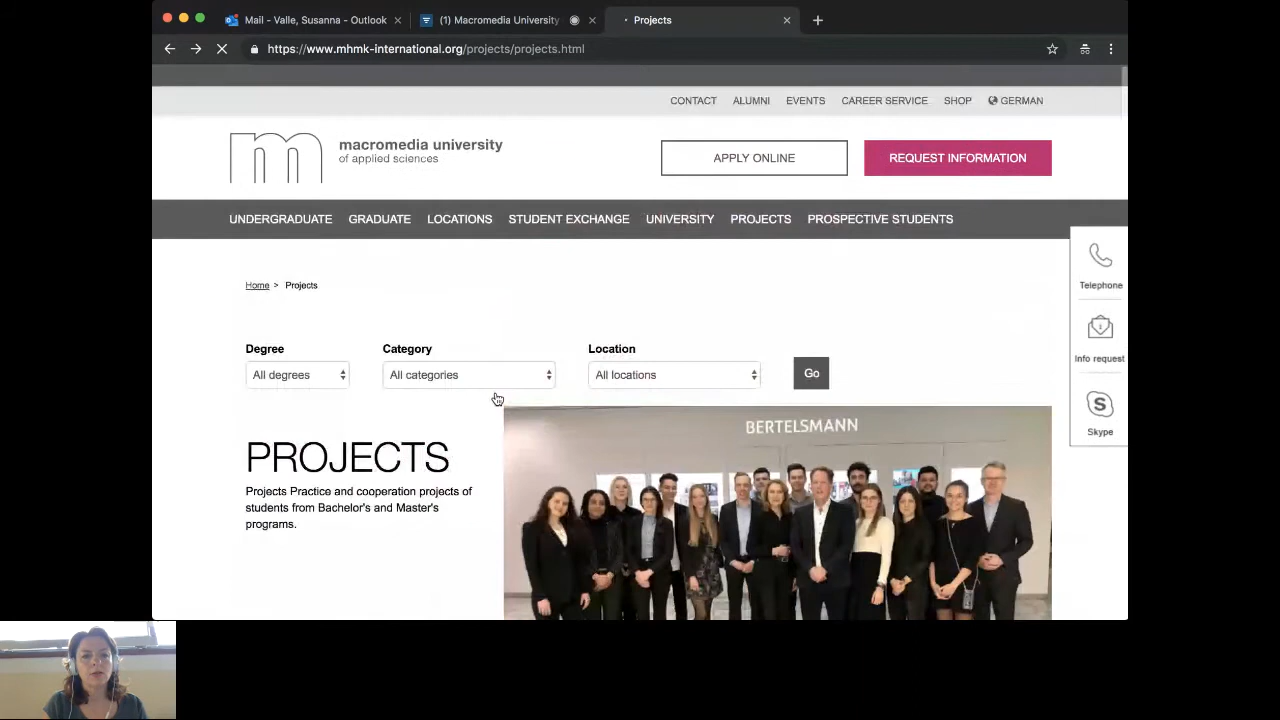 Mail - Valle, Susanna - Outlook
(1) Macromedia University
Projects
https://www.mhmk-international.org/projects/projects.html
CONTACT ALUMNI EVENTS CAREER SERVICE SHOP GERMAN
macromedia university
of applied sciences
APPLY ONLINE
REQUEST INFORMATION
UNDERGRADUATE GRADUATE LOCATIONS STUDENT EXCHANGE UNIVERSITY PROJECTS PROSPECTIVE STUDENTS
Telephone
Info request
Skype
Home > Projects
Degree Category Location
All degrees All categories All locations Go
PROJECTS
Projects Practice and cooperation projects of
students from Bachelor's and Master's
programs.
BERTELSMANN